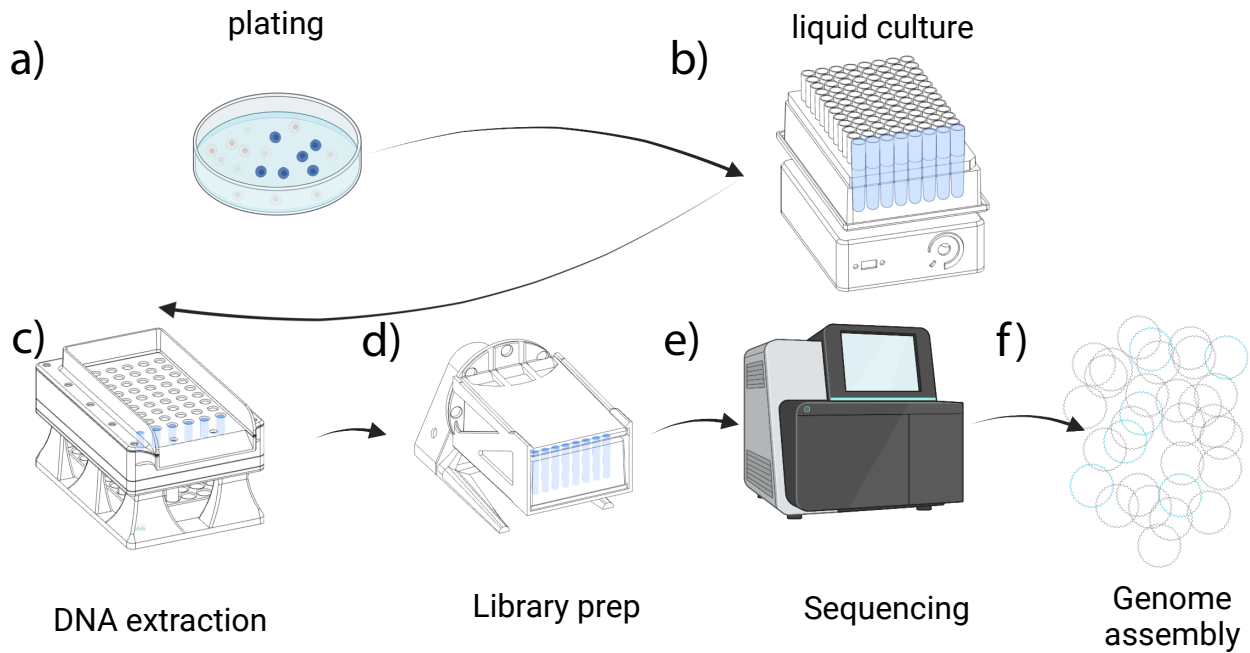 plating
a)
liquid culture
b)
c)
d)
e)
f)
DNA extraction
Library prep
Sequencing
Genome
assembly